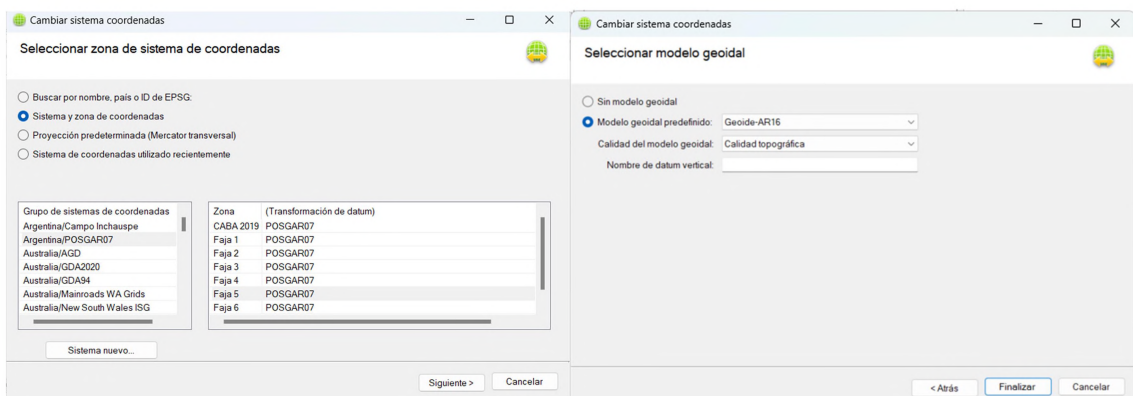 Cambiar sistema coordenadas
Seleccionar zona de sistema de coordenadas
Buscar por nombre, país o ID de EPSG:
Sistema y zona de coordenadas
Proyección predeterminada (Mercator transversal)
Sistema de coordenadas utilizado recientemente
Grupo de sistemas de coordenadas
Argentina/Campo Inchauspe
Argentina/POSGAR07
Australia/AGD
Australia/GDA2020
Australia/GDA94
Australia/Mainroads WA Grids
Australia/New South Wales ISG
Zona (Transformación de datum)
CABA 2019 POSGAR07
Faja 1 POSGAR07
Faja 2 POSGAR07
Faja 3 POSGAR07
Faja 4 POSGAR07
Faja 5 POSGAR07
Faja 6 POSGAR07
Sistema nuevo...
Siguiente > Cancelar
Cambiar sistema coordenadas
Seleccionar modelo geoidal
Sin modelo geoidal
Modelo geoidal predefinido: Geoide-AR16
Calidad del modelo geoidal: Calidad topográfica
Nombre de datum vertical:
< Atrás Finalizar Cancelar